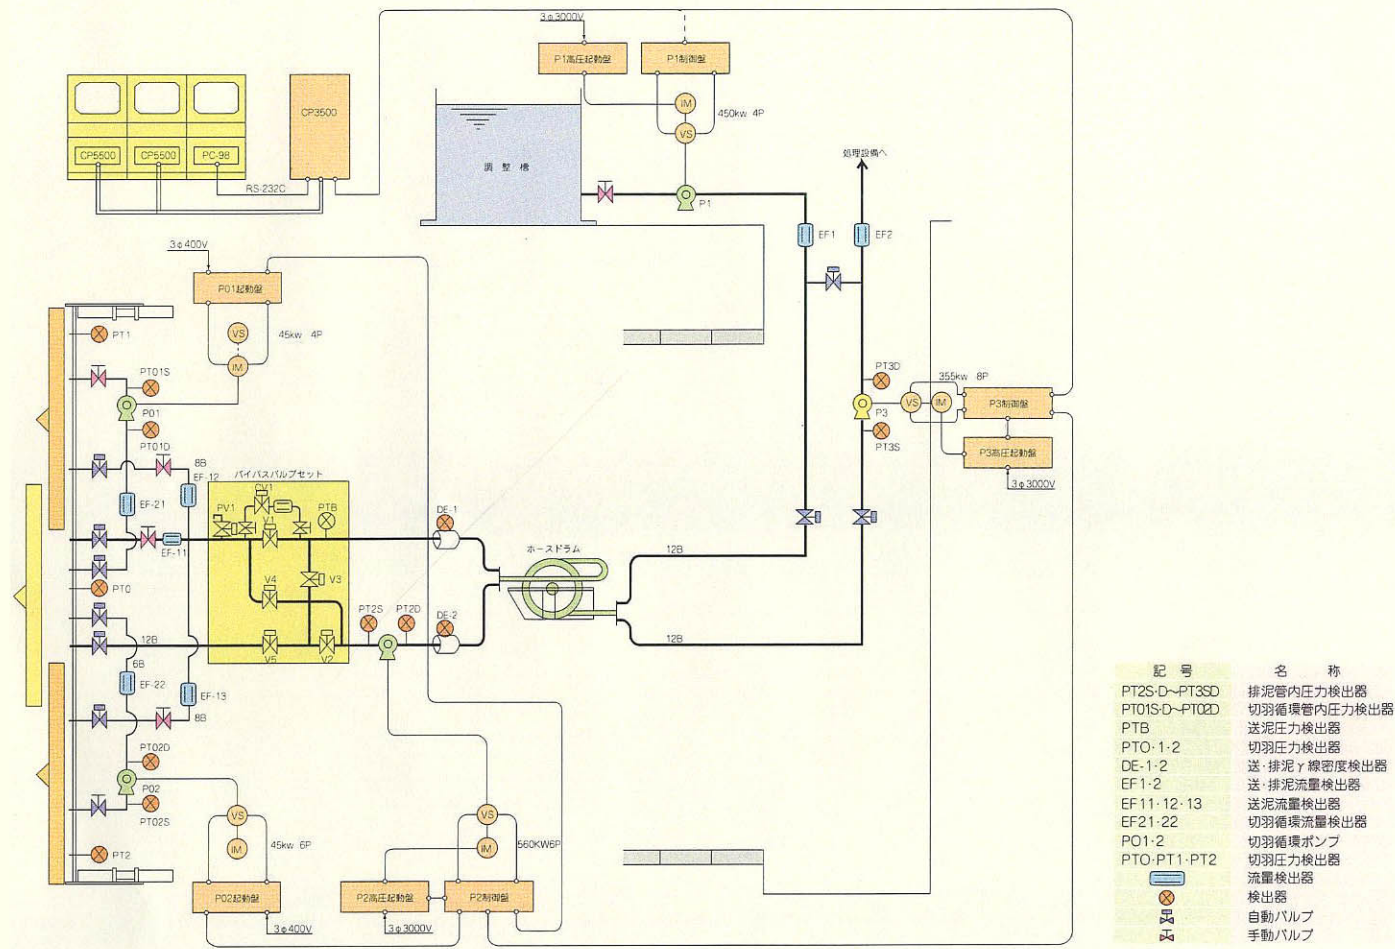 3φ3000V
P1高圧起動盤
P1制御盤
IM
VS
450kw 4P
CP3500
CP5500
CP5500
PC-98
RS-232C
調整槽
処理設備へ
P1
EF1
EF2
3φ400V
P01起動盤
VS
IM
45kw 4P
PT1
PT01S
P01
PT01D
8B
EF-12
EF-21
EF-11
PT0
12B
6B
EF-22
EF-13
8B
PT02D
P02
PT02S
PT2
バイパスバルブセット
CV1
PV1
V1
PTB
V3
V4
V5
V2
DE-1
PT2S
PT2D
DE-2
ホースドラム
12B
12B
PT3D
P3
PT3S
355kw 8P
VS
IM
P3制御盤
P3高圧起動盤
3φ3000V
VS
IM
45kw 6P
P02起動盤
3φ400V
VS
IM
560KW6P
P2高圧起動盤
P2制御盤
3φ3000V
記号 名称
PT2S·D~PT3SD 排泥管内圧力検出器
PT01S·D~PT02D 切羽循環管内圧力検出器
PTB 送泥圧力検出器
PTO·1·2 切羽圧力検出器
DE-1·2 送·排泥γ線密度検出器
EF1·2 送·排泥流量検出器
EF11·12·13 送泥流量検出器
EF21·22 切羽循環流量検出器
PO1·2 切羽循環ポンプ
PTO·PT1·PT2 切羽圧力検出器
流量検出器
検出器
自動バルブ
手動バルブ